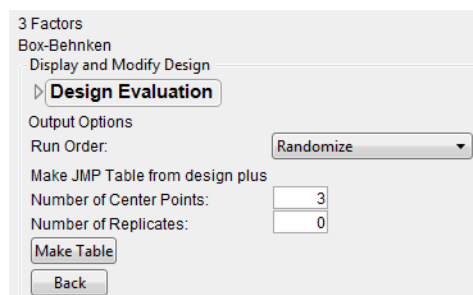 3 Factors
Box-Behnken
Display and Modify Design
Design Evaluation
Output Options
Run Order: Randomize
Make JMP Table from design plus
Number of Center Points: 3
Number of Replicates: 0
Make Table
Back